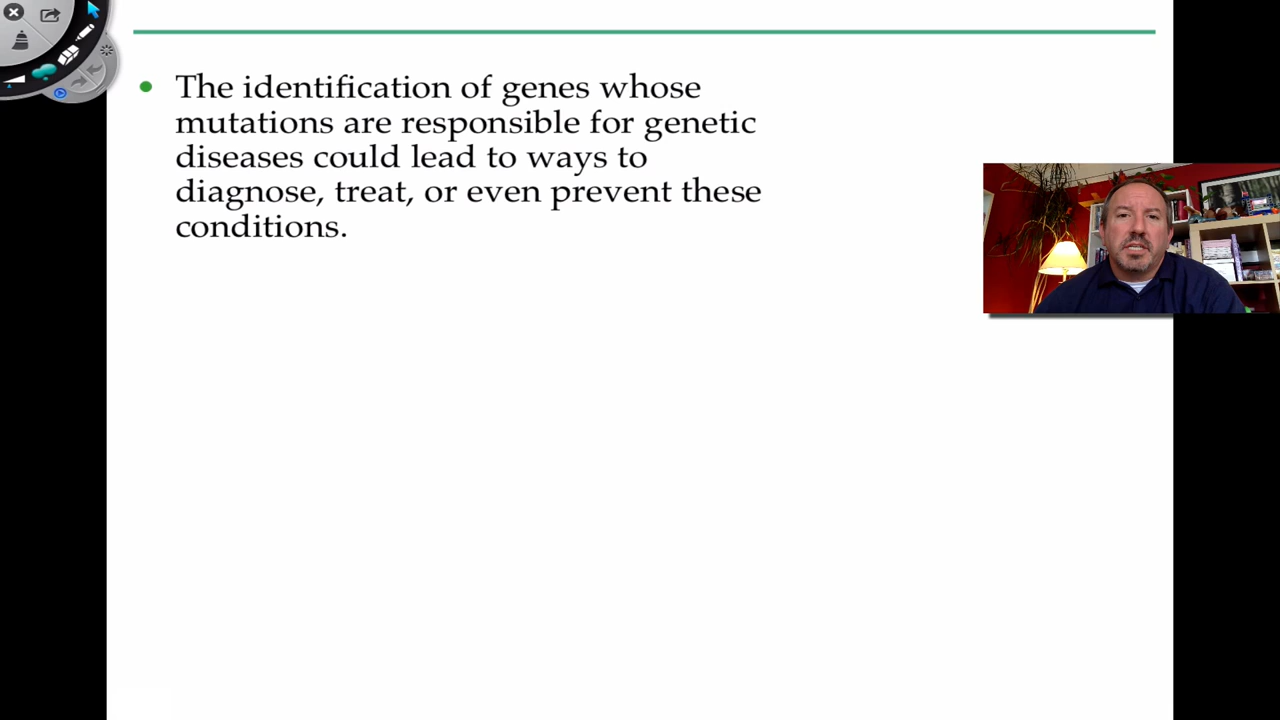 The identification of genes whose
mutations are responsible for genetic
diseases could lead to ways to
diagnose, treat, or even prevent these
conditions.